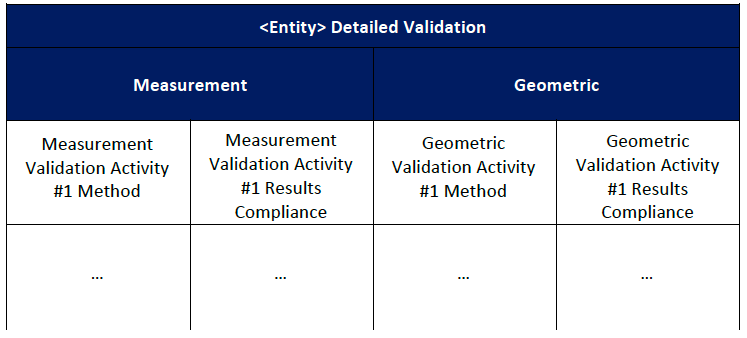 <Entity> Detailed Validation
Measurement
Geometric
Measurement
Validation Activity
#1 Method
Measurement
Validation Activity
#1 Results
Compliance
Geometric
Validation Activity
#1 Method
Geometric
Validation Activity
#1 Results
Compliance
...
...
...
...